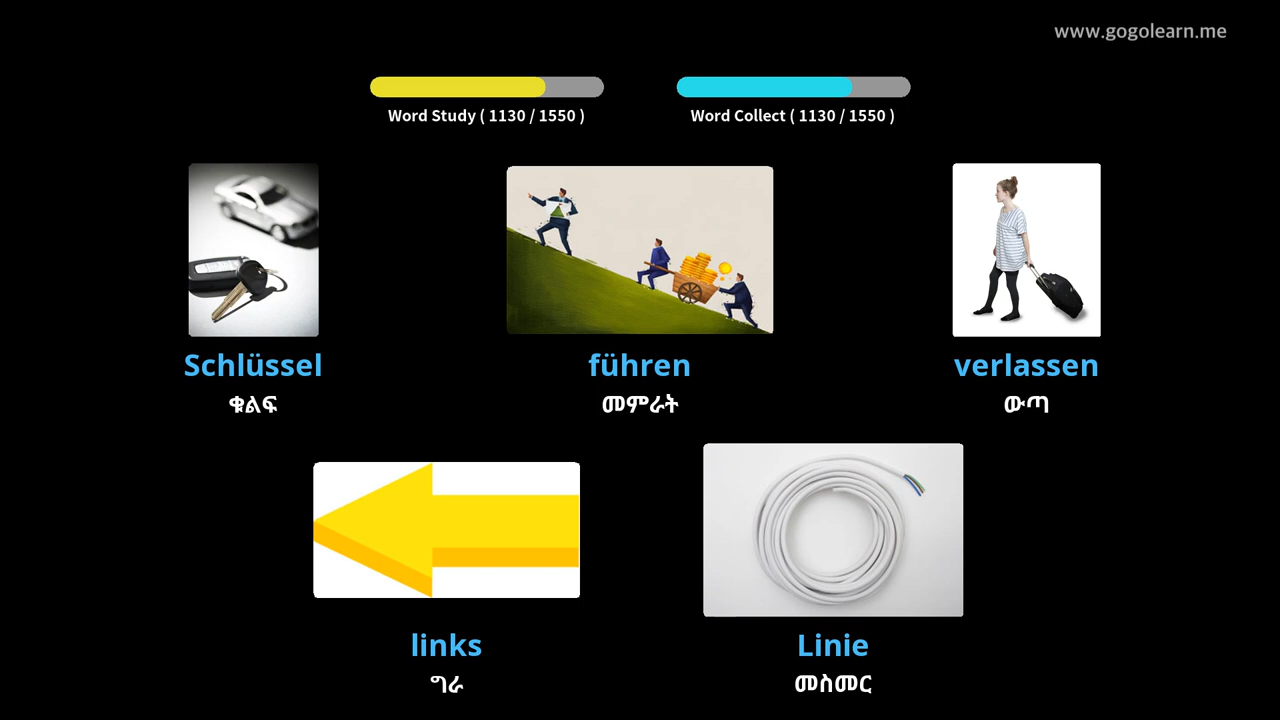 www.gogolearn.me
Word Study ( 1130 / 1550 )
Word Collect ( 1130 / 1550 )
Schlüssel
ቁልፍ
führen
መምራት
verlassen
ውጣ
links
ግራ
Linie
መስመር